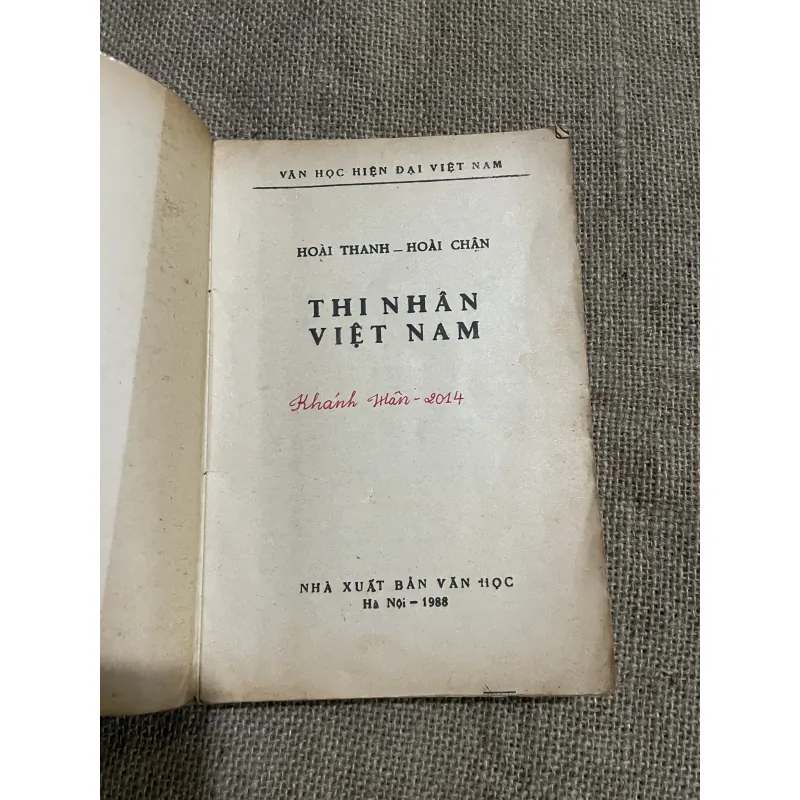 VĂN HỌC HIỆN ĐẠI VIỆT NAM
HOÀI THANH – HOÀI CHÂN
THI NHÂN
VIỆT NAM
Khánh Hân - 2014
NHÀ XUẤT BẢN VĂN HỌC
Hà Nội – 1988